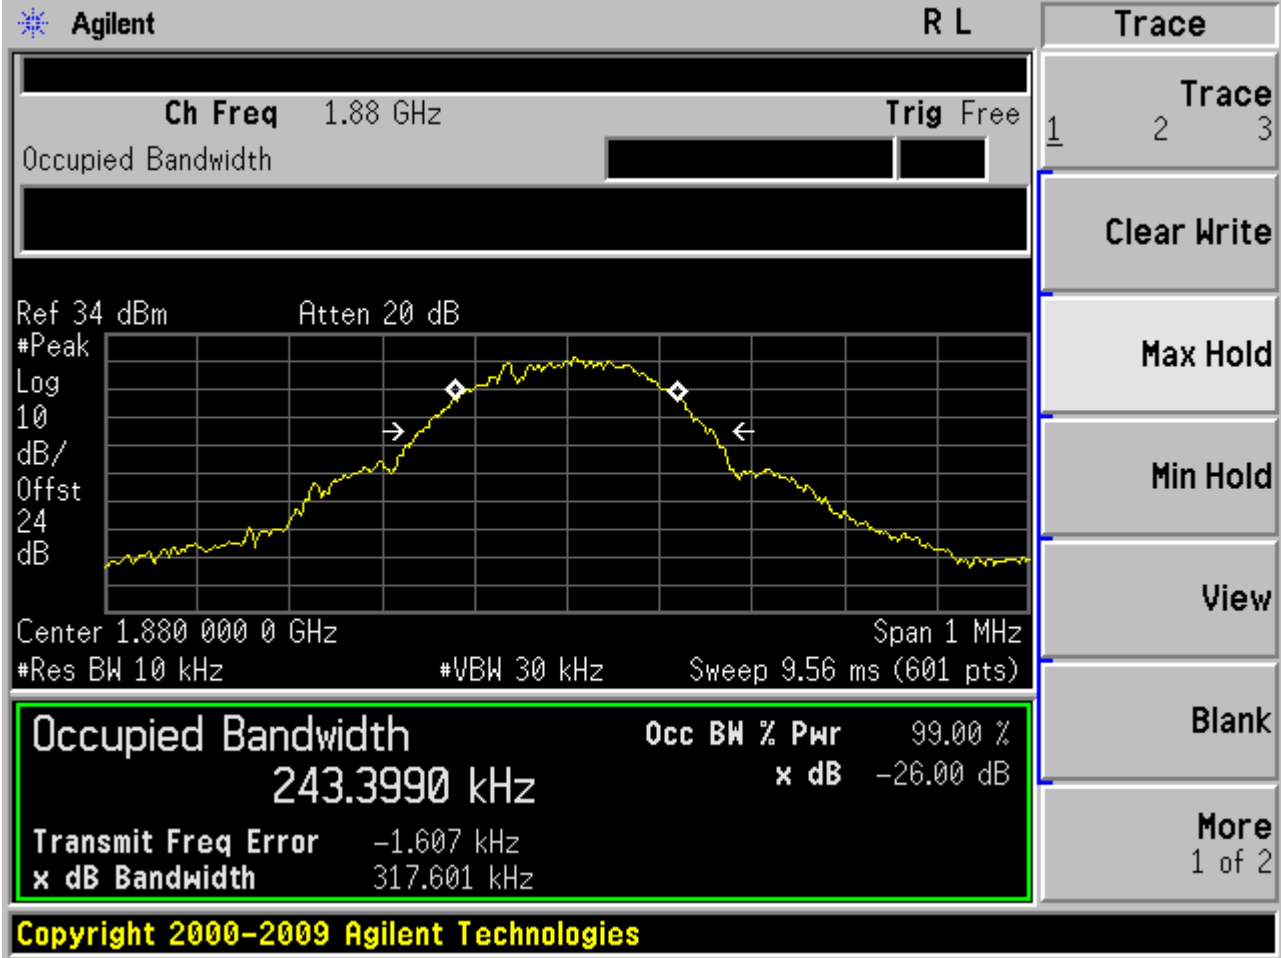 Agilent
R L
Trace
Ch Freq 1.88 GHz
Trig Free
Occupied Bandwidth
Trace
1 2 3
Clear Write
Max Hold
Min Hold
View
Blank
More
1 of 2
Ref 34 dBm
Atten 20 dB
#Peak
Log
10
dB/
Offst
24
dB
Center 1.880 000 0 GHz
Span 1 MHz
#Res BW 10 kHz
#VBW 30 kHz
Sweep 9.56 ms (601 pts)
Occupied Bandwidth
243.3990 kHz
Occ BW % Pwr 99.00 %
x dB -26.00 dB
Transmit Freq Error -1.607 kHz
x dB Bandwidth 317.601 kHz
Copyright 2000-2009 Agilent Technologies